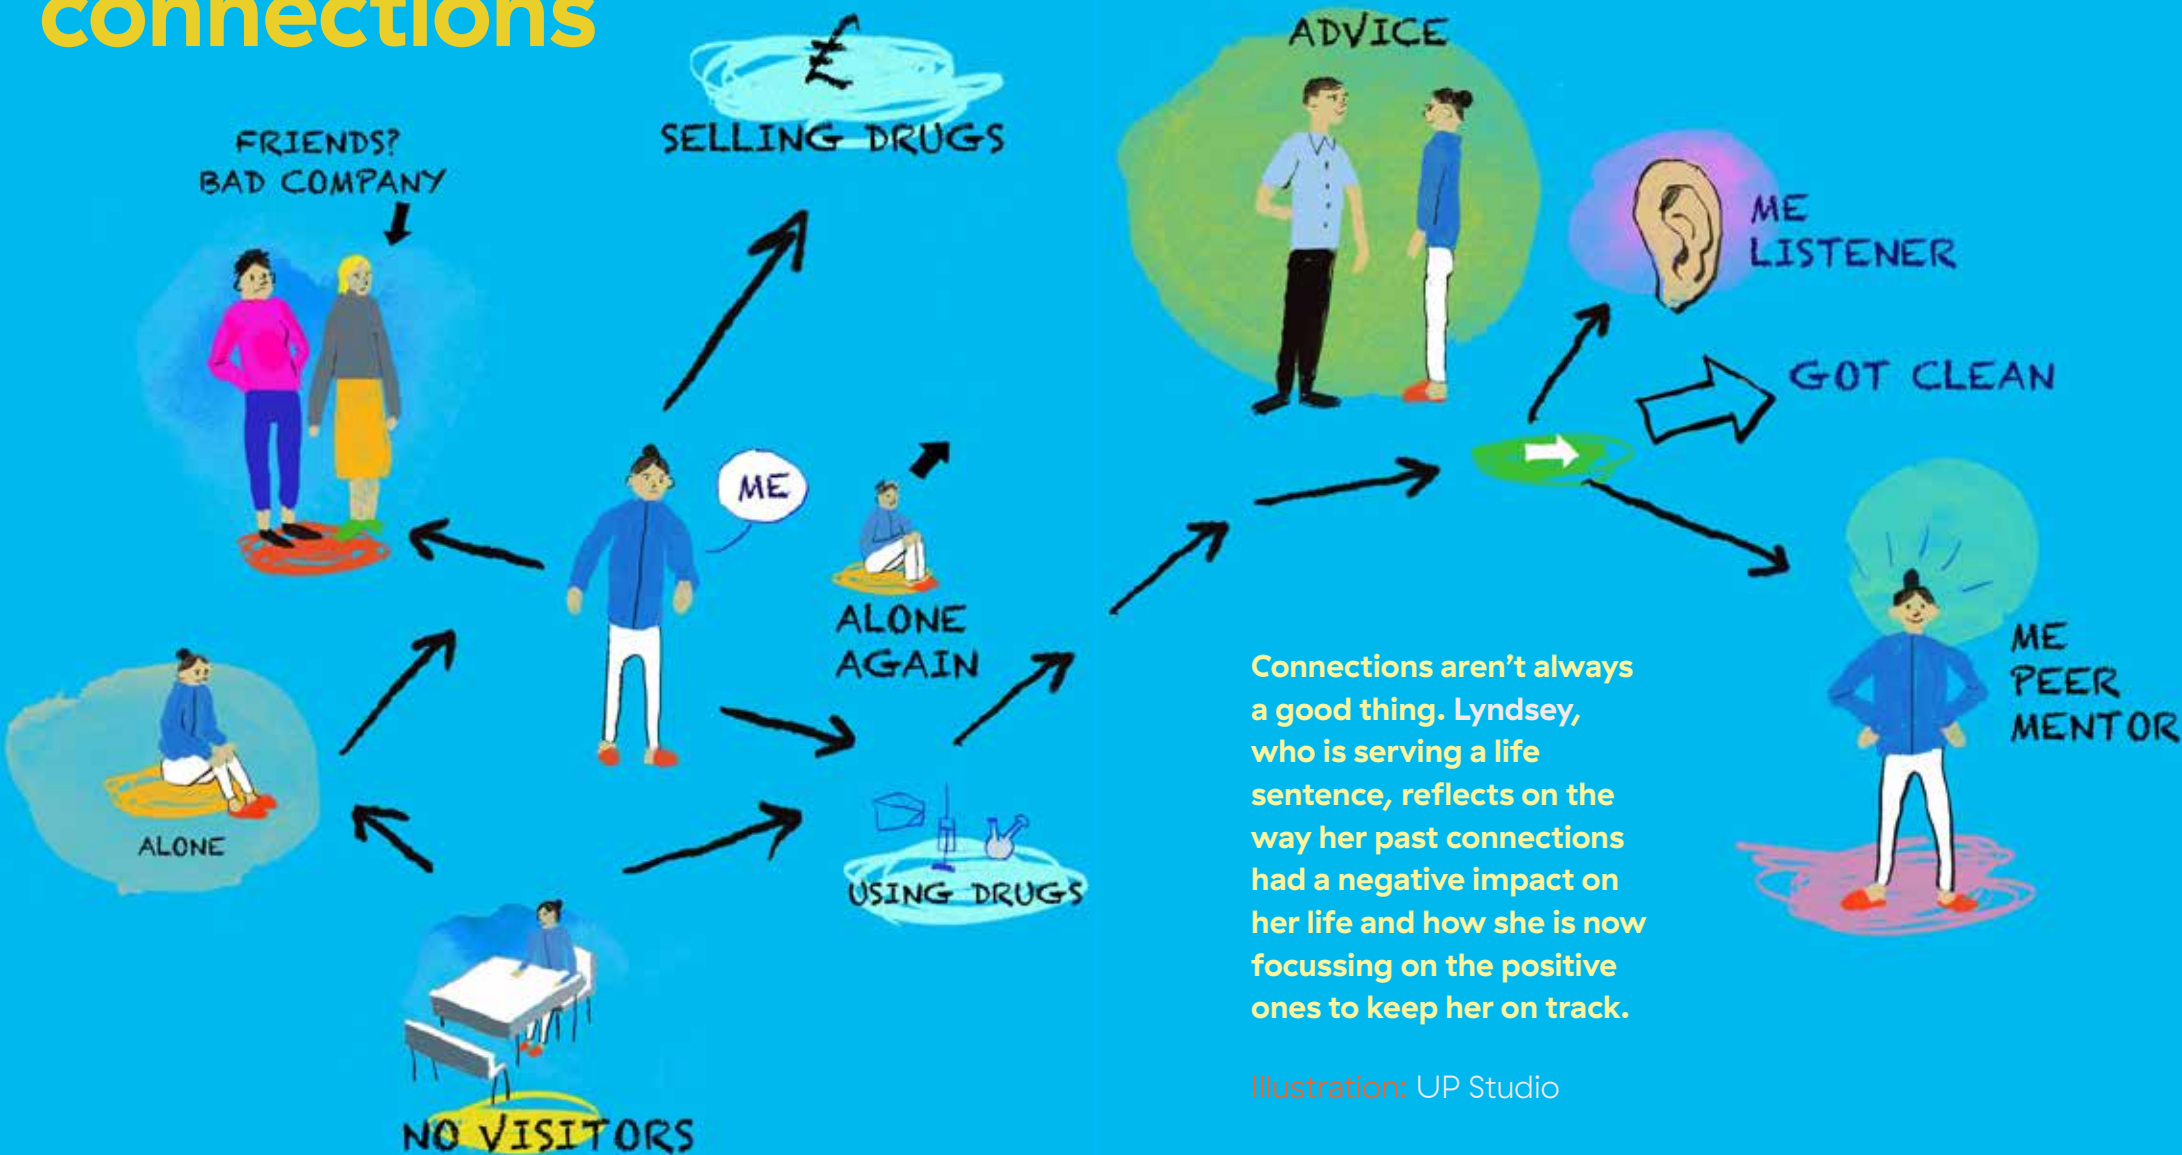 connections
FRIENDS?
BAD COMPANY
£
SELLING DRUGS
ADVICE
ME
LISTENER
GOT CLEAN
ME
ALONE
AGAIN
ALONE
USING DRUGS
NO VISITORS
ME
PEER
MENTOR
Connections aren’t always
a good thing. Lyndsey,
who is serving a life
sentence, reflects on the
way her past connections
had a negative impact on
her life and how she is now
focussing on the positive
ones to keep her on track.
Illustration: UP Studio